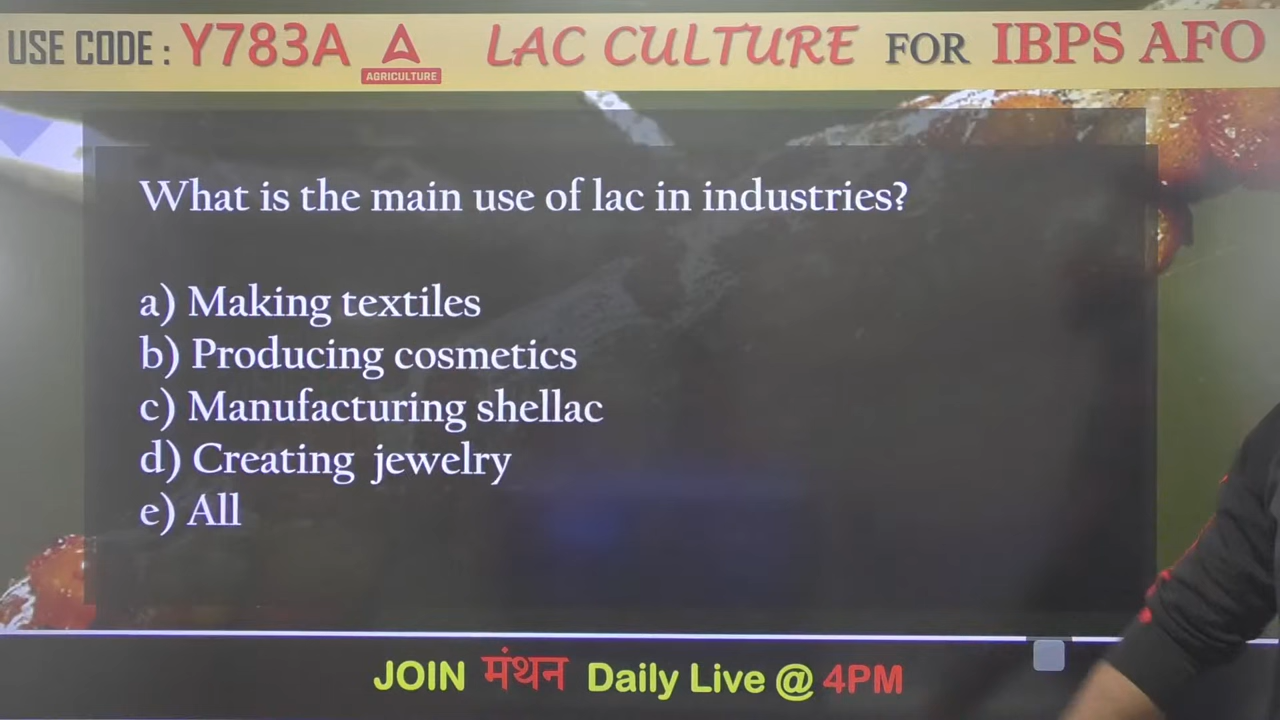 USE CODE : Y783A AGRICULTURE LAC CULTURE FOR IBPS AFO
What is the main use of lac in industries?
a) Making textiles
b) Producing cosmetics
c) Manufacturing shellac
d) Creating jewelry
e) All
JOIN मंथन Daily Live @ 4PM